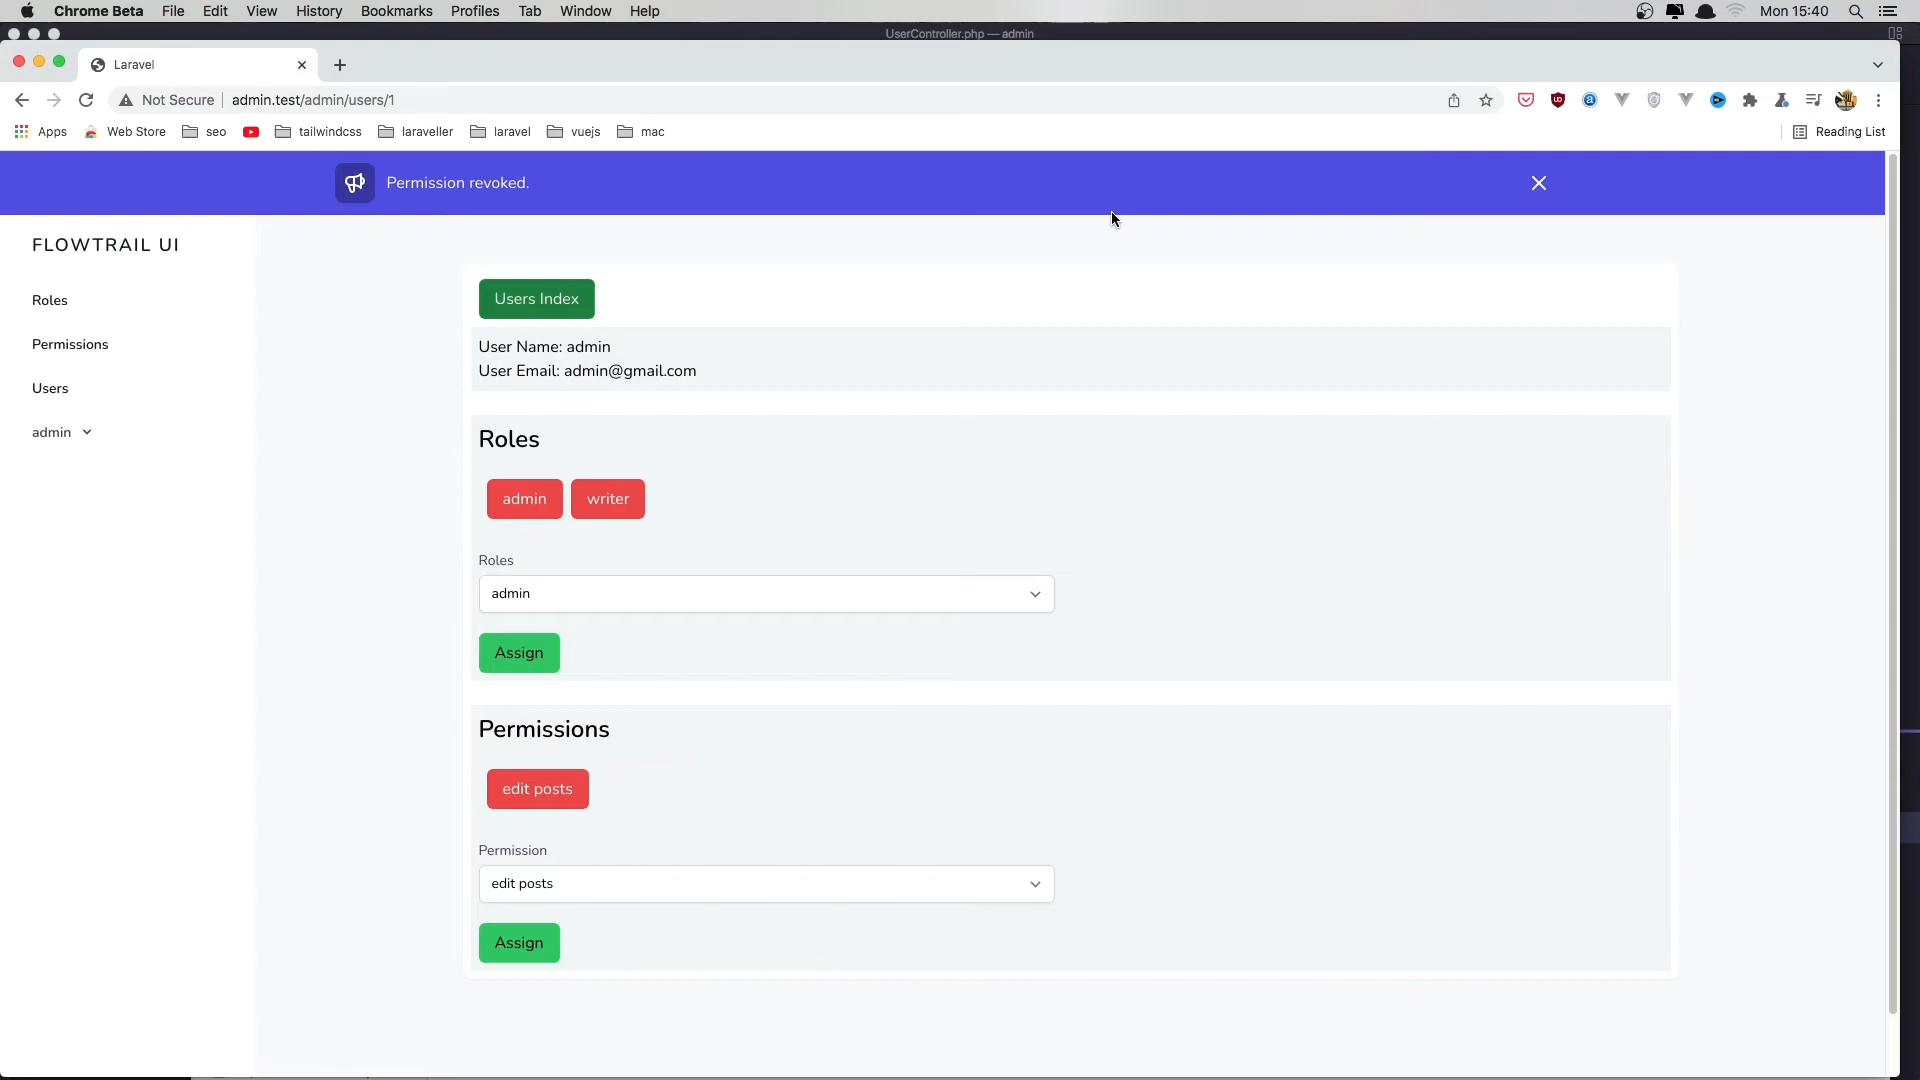 Chrome Beta File Edit View History Bookmarks Profiles Tab Window Help Mon 15:40
UserController.php — admin
Laravel
Not Secure admin.test/admin/users/1
Apps Web Store seo tailwindcss laraveller laravel vuejs mac Reading List
Permission revoked.
FLOWTRAIL UI
Roles
Permissions
Users
admin
Users Index
User Name: admin
User Email: admin@gmail.com
Roles
admin writer
Roles
admin
Assign
Permissions
edit posts
Permission
edit posts
Assign